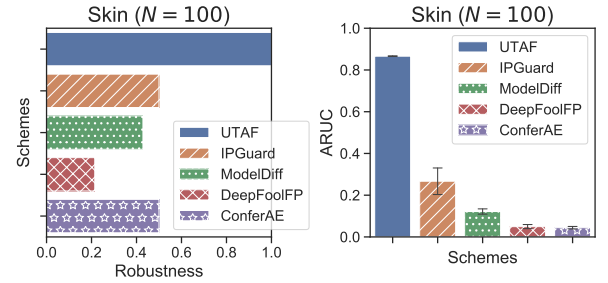 Skin (N = 100)
Schemes
UTAF
IPGuard
ModelDiff
DeepFoolFP
ConferAE
0.0 0.2 0.4 0.6 0.8 1.0
Robustness
Skin (N = 100)
1.0
0.8
0.6
0.4
0.2
0.0
ARUC
UTAF
IPGuard
ModelDiff
DeepFoolFP
ConferAE
Schemes